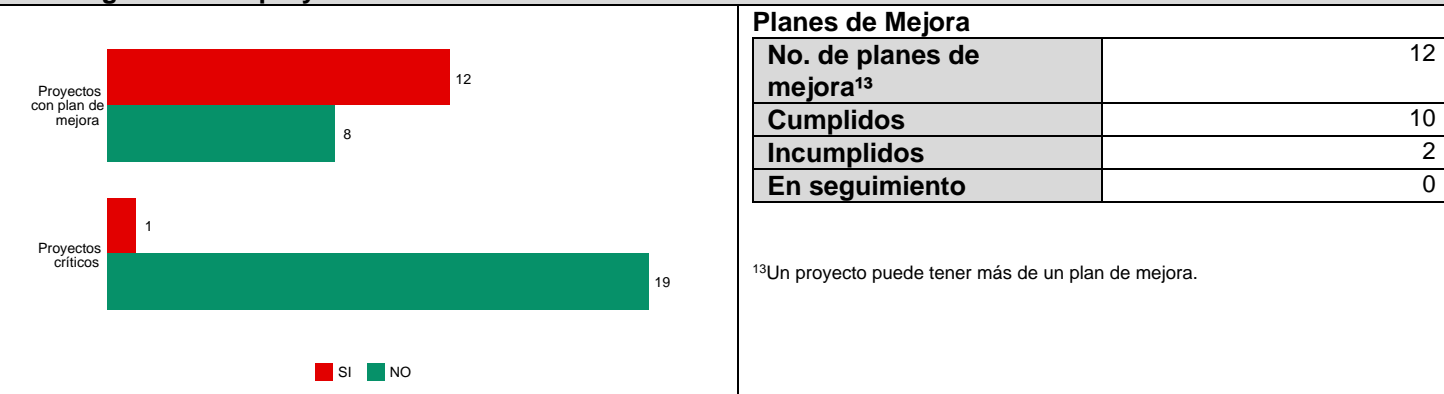 Proyectos
con plan de
mejora
12
8
Proyectos
críticos
1
19
SI NO
Planes de Mejora
No. de planes de
mejora¹³ 12
Cumplidos 10
Incumplidos 2
En seguimiento 0
¹³Un proyecto puede tener más de un plan de mejora.